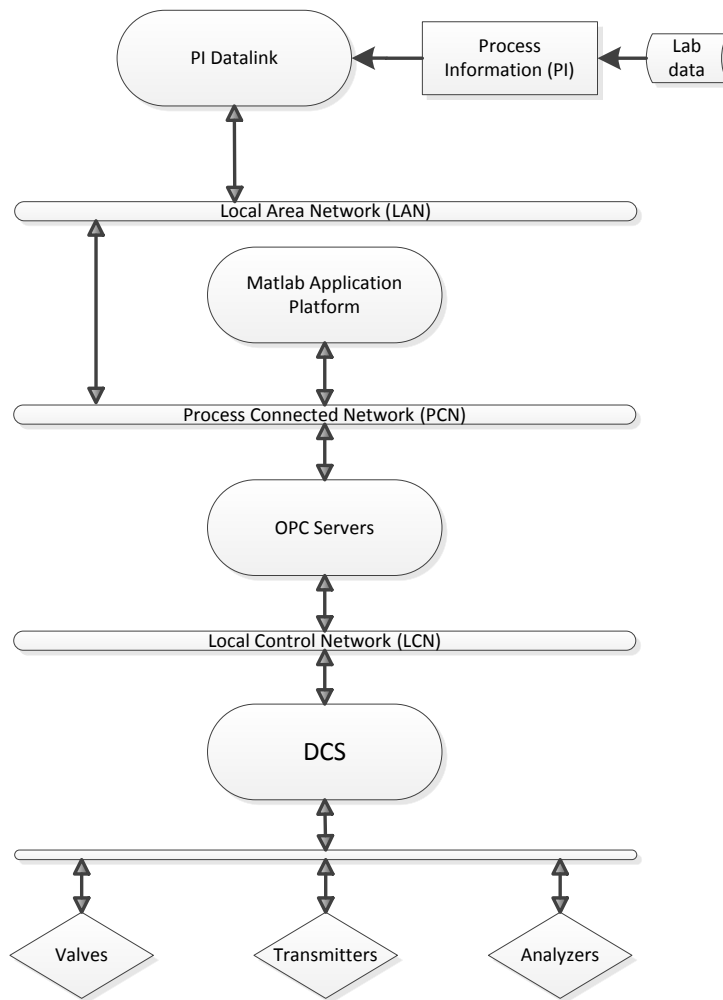 PI Datalink
Process
Information (PI)
Lab
data
Local Area Network (LAN)
Matlab Application
Platform
Process Connected Network (PCN)
OPC Servers
Local Control Network (LCN)
DCS
Valves
Transmitters
Analyzers